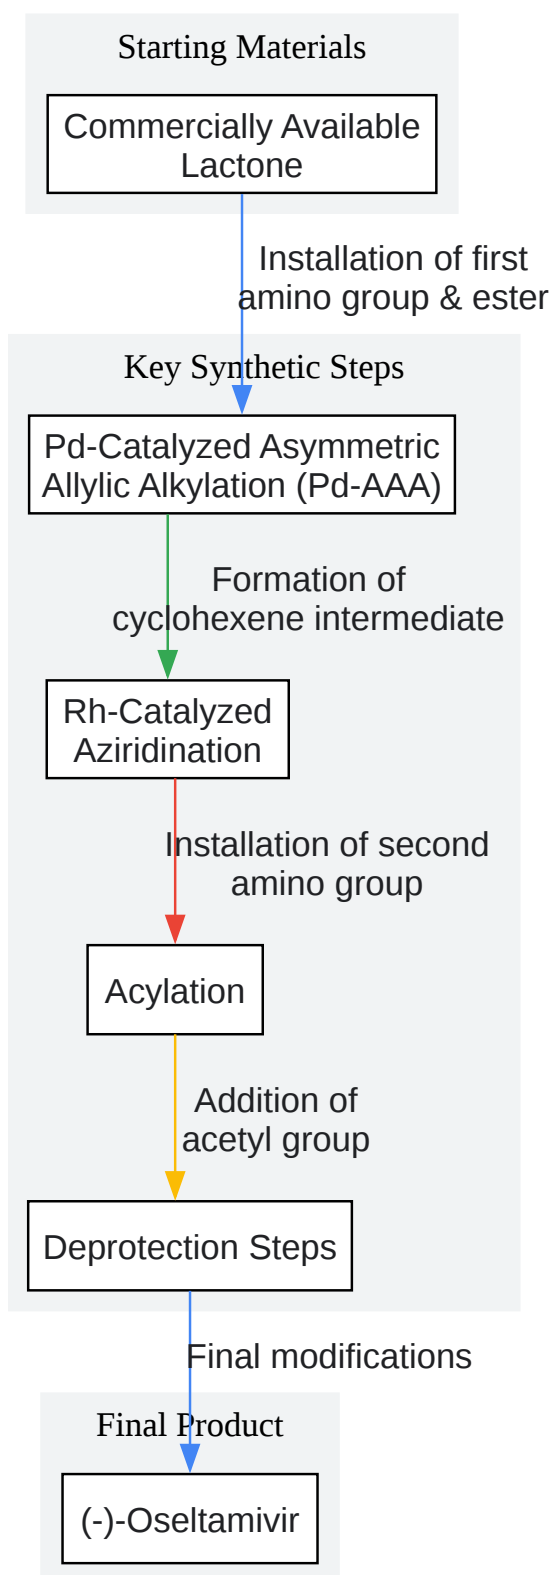 Starting Materials
Commercially Available
Lactone
Installation of first
amino group & ester
Key Synthetic Steps
Pd-Catalyzed Asymmetric
Allylic Alkylation (Pd-AAA)
Formation of
cyclohexene intermediate
Rh-Catalyzed
Aziridination
Installation of second
amino group
Acylation
Addition of
acetyl group
Deprotection Steps
Final modifications
Final Product
(-)-Oseltamivir